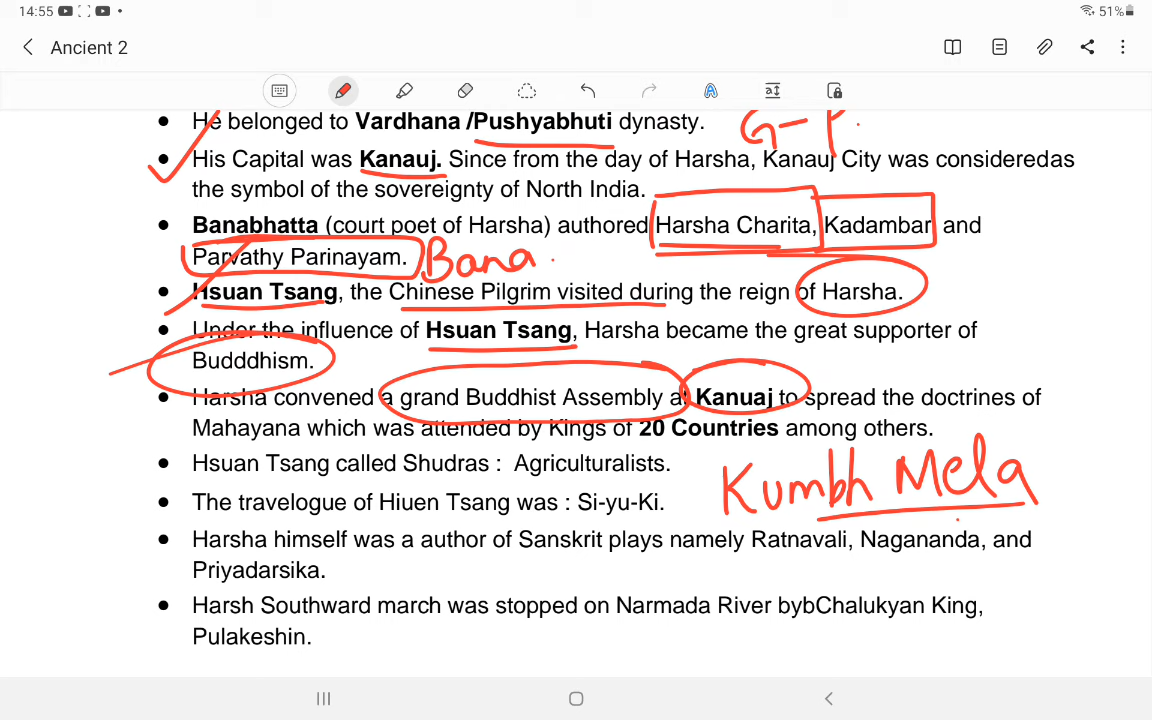 14:55
51%
Ancient 2
G-P.
He belonged to Vardhana /Pushyabhuti dynasty.
His Capital was Kanauj. Since from the day of Harsha, Kanauj City was consideredas
the symbol of the sovereignty of North India.
Banabhatta (court poet of Harsha) authored Harsha Charita, Kadambari and
Parvathy Parinayam. Bana.
Hsuan Tsang, the Chinese Pilgrim visited during the reign of Harsha.
Under the influence of Hsuan Tsang, Harsha became the great supporter of
Budddhism.
Harsha convened a grand Buddhist Assembly at Kanuaj to spread the doctrines of
Mahayana which was attended by Kings of 20 Countries among others.
Hsuan Tsang called Shudras : Agriculturalists.
Kumbh Mela
The travelogue of Hiuen Tsang was : Si-yu-Ki.
Harsha himself was a author of Sanskrit plays namely Ratnavali, Nagananda, and
Priyadarsika.
Harsh Southward march was stopped on Narmada River bybChalukyan King,
Pulakeshin.